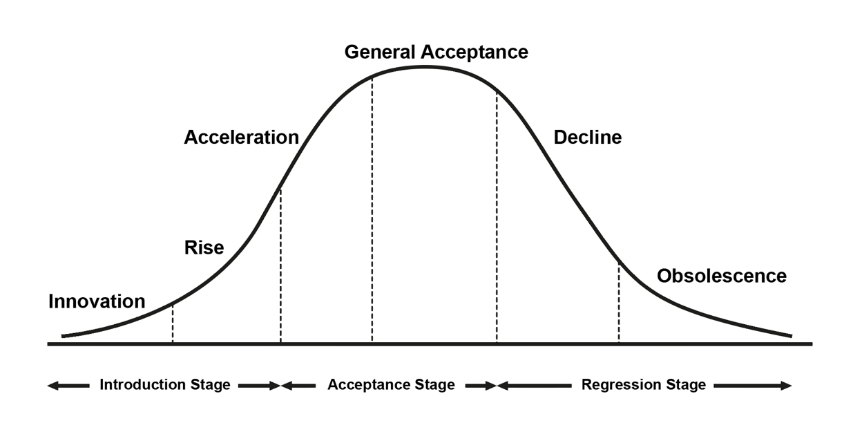 General Acceptance
Acceleration
Decline
Rise
Obsolescence
Innovation
Introduction Stage
Acceptance Stage
Regression Stage